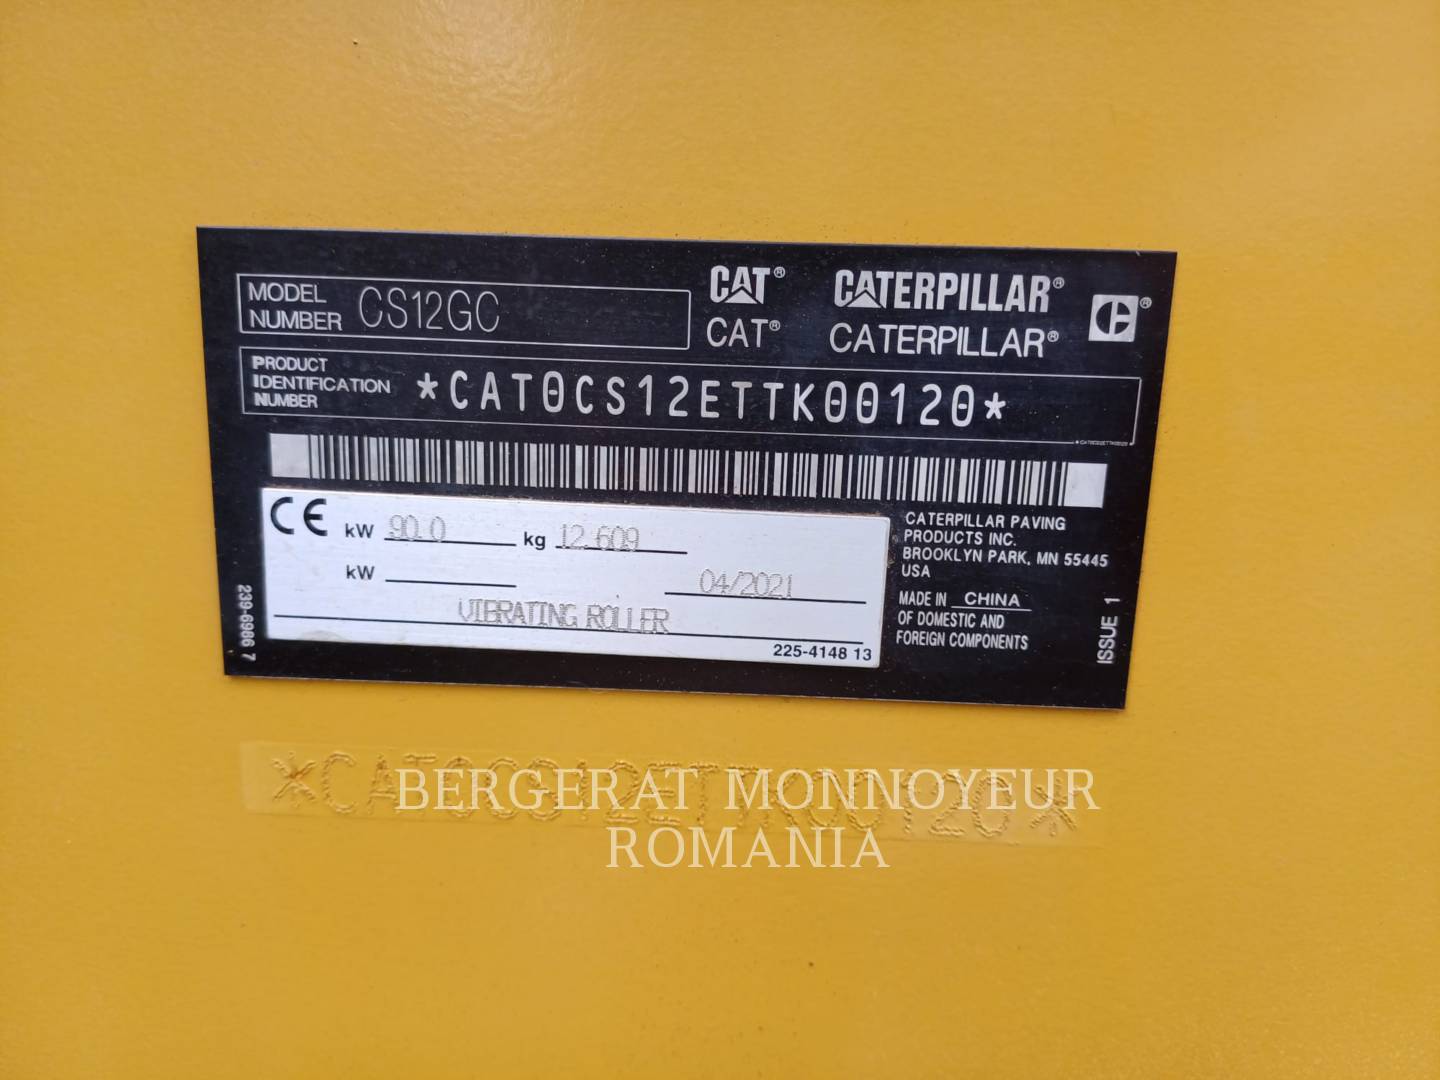 MODEL NUMBER CS12GC
CAT® CATERPILLAR®
CAT® CATERPILLAR®
PRODUCT IDENTIFICATION NUMBER *CAT0CS12ETTK00120*
*CAT0CS12ETTK00120
CE kW 90.0 kg 12 609
kW 04/2021
VIBRATING ROLLER
225-4148 13
239-6986 7
CATERPILLAR PAVING
PRODUCTS INC.
BROOKLYN PARK, MN 55445
USA
MADE IN CHINA
OF DOMESTIC AND
FOREIGN COMPONENTS
ISSUE 1
*CAT0CS12ETTK00120*
BERGERAT MONNOYEUR
ROMANIA